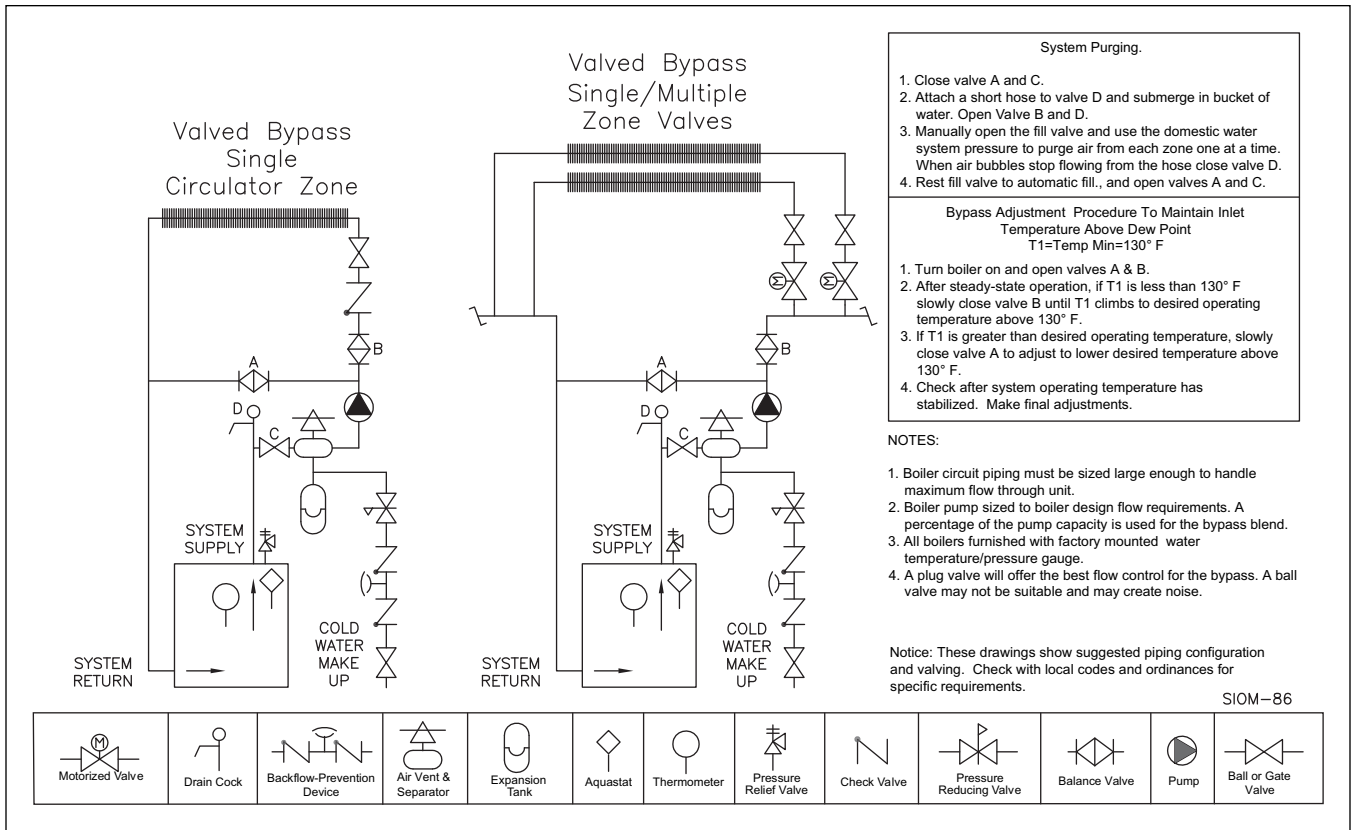 Valved Bypass
Single
Circulator Zone
A
B
C
D
SYSTEM
SUPPLY
SYSTEM
RETURN
COLD
WATER
MAKE
UP
Valved Bypass
Single/Multiple
Zone Valves
M
M
A
B
C
D
SYSTEM
SUPPLY
SYSTEM
RETURN
COLD
WATER
MAKE
UP
System Purging.
1. Close valve A and C.
2. Attach a short hose to valve D and submerge in bucket of
water. Open Valve B and D.
3. Manually open the fill valve and use the domestic water
system pressure to purge air from each zone one at a time.
When air bubbles stop flowing from the hose close valve D.
4. Rest fill valve to automatic fill., and open valves A and C.
Bypass Adjustment Procedure To Maintain Inlet
Temperature Above Dew Point
T1=Temp Min=130° F
1. Turn boiler on and open valves A & B.
2. After steady-state operation, if T1 is less than 130° F
slowly close valve B until T1 climbs to desired operating
temperature above 130° F.
3. If T1 is greater than desired operating temperature, slowly
close valve A to adjust to lower desired temperature above
130° F.
4. Check after system operating temperature has
stabilized. Make final adjustments.
NOTES:
1. Boiler circuit piping must be sized large enough to handle
maximum flow through unit.
2. Boiler pump sized to boiler design flow requirements. A
percentage of the pump capacity is used for the bypass blend.
3. All boilers furnished with factory mounted water
temperature/pressure gauge.
4. A plug valve will offer the best flow control for the bypass. A ball
valve may not be suitable and may create noise.
Notice: These drawings show suggested piping configuration
and valving. Check with local codes and ordinances for
specific requirements.
SIOM-86
M
Motorized Valve
Drain Cock
Backflow-Prevention
Device
Air Vent &
Separator
Expansion
Tank
Aquastat
Thermometer
Pressure
Relief Valve
Check Valve
Pressure
Reducing Valve
Balance Valve
Pump
Ball or Gate
Valve